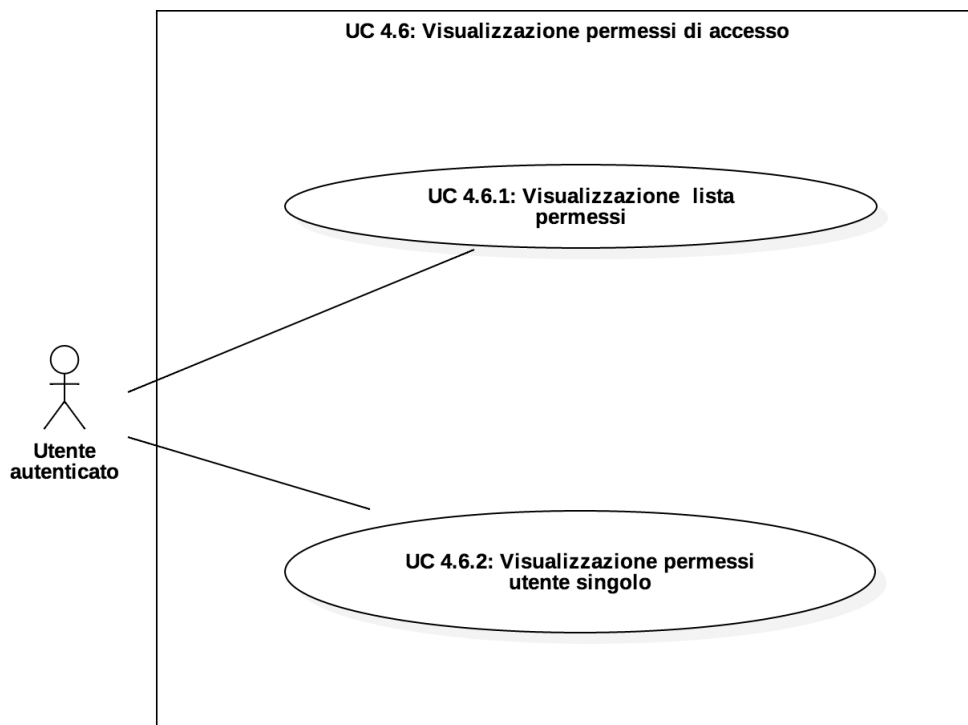 UC 4.6: Visualizzazione permessi di accesso
UC 4.6.1: Visualizzazione  lista
permessi
Utente
autenticato
UC 4.6.2: Visualizzazione permessi
utente singolo